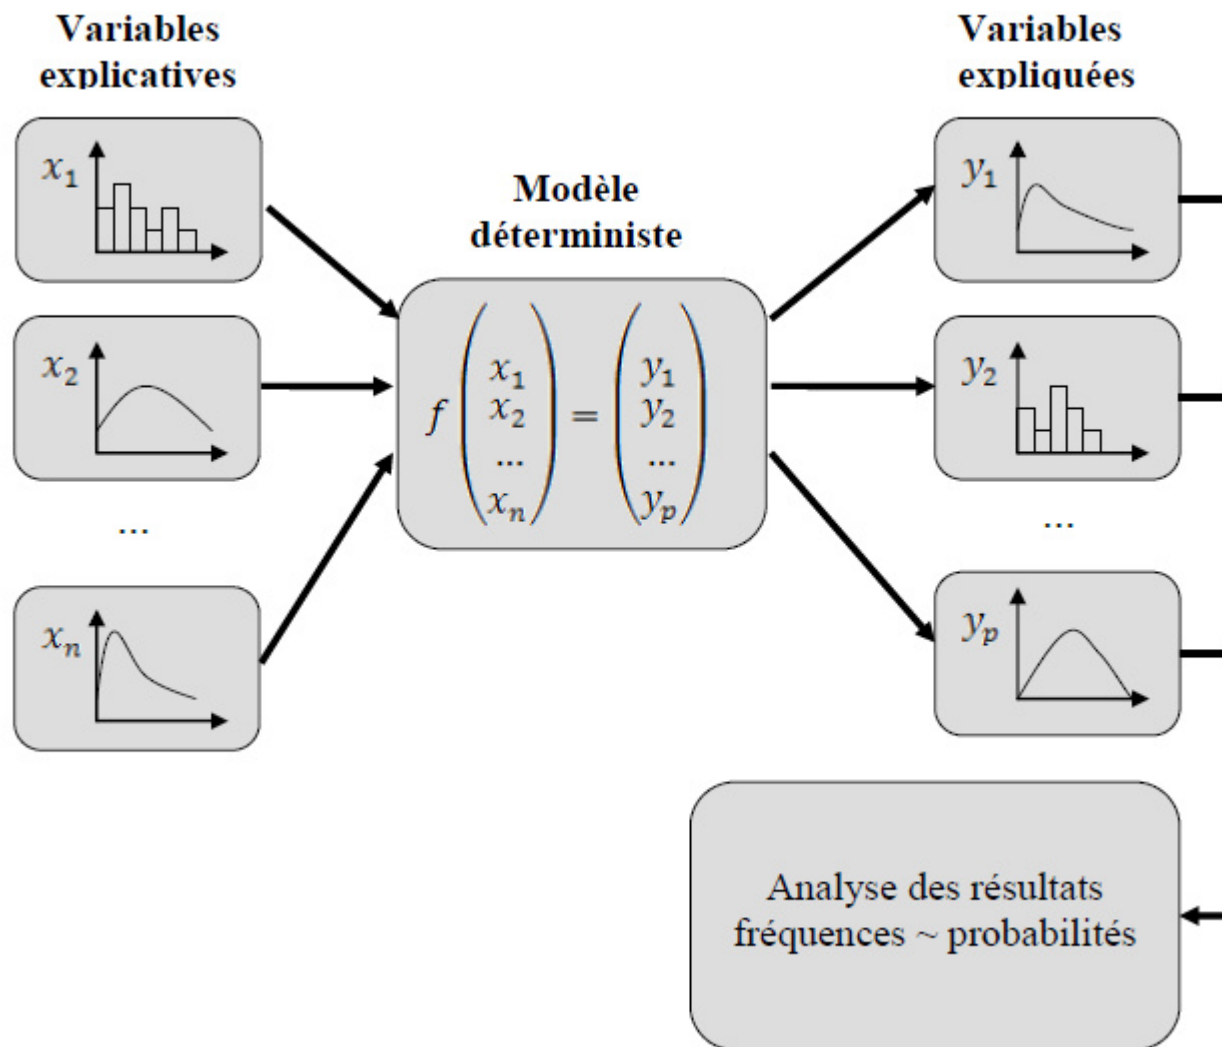 Variables
explicatives
x1
x2
...
xn
Modèle
déterministe
f ( x1 x2 ... xn ) = ( y1 y2 ... yp )
Variables
expliquées
y1
y2
...
yp
Analyse des résultats
fréquences ~ probabilités